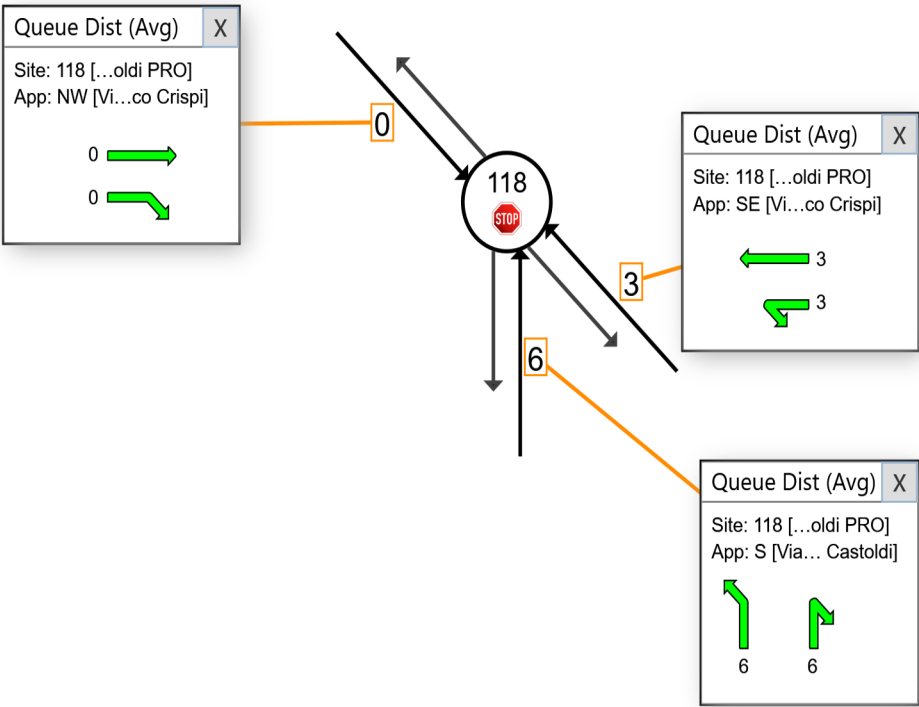 Queue Dist (Avg) X
Site: 118 [...oldi PRO]
App: NW [Vi...co Crispi]
0
0
0
118
STOP
Queue Dist (Avg) X
Site: 118 [...oldi PRO]
App: SE [Vi...co Crispi]
3
3
3
6
Queue Dist (Avg) X
Site: 118 [...oldi PRO]
App: S [Via... Castoldi]
6 6